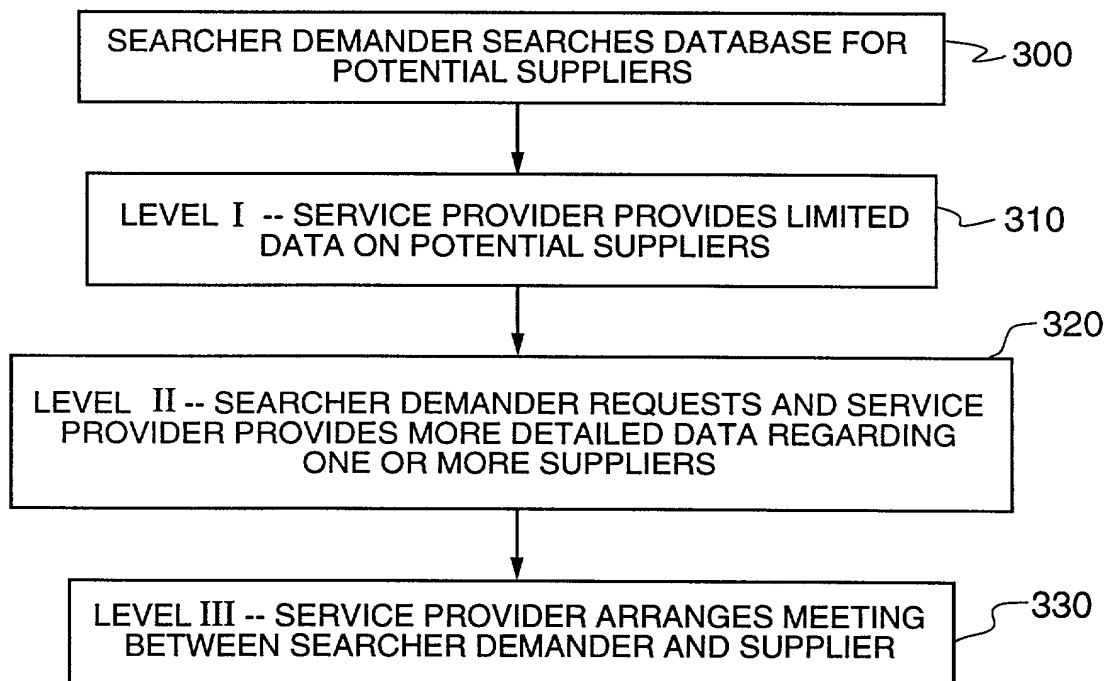 SEARCHER DEMANDER SEARCHES DATABASE FOR
POTENTIAL SUPPLIERS
300
LEVEL I -- SERVICE PROVIDER PROVIDES LIMITED
DATA ON POTENTIAL SUPPLIERS
310
320
LEVEL II -- SEARCHER DEMANDER REQUESTS AND SERVICE
PROVIDER PROVIDES MORE DETAILED DATA REGARDING
ONE OR MORE SUPPLIERS
LEVEL III -- SERVICE PROVIDER ARRANGES MEETING
BETWEEN SEARCHER DEMANDER AND SUPPLIER
330